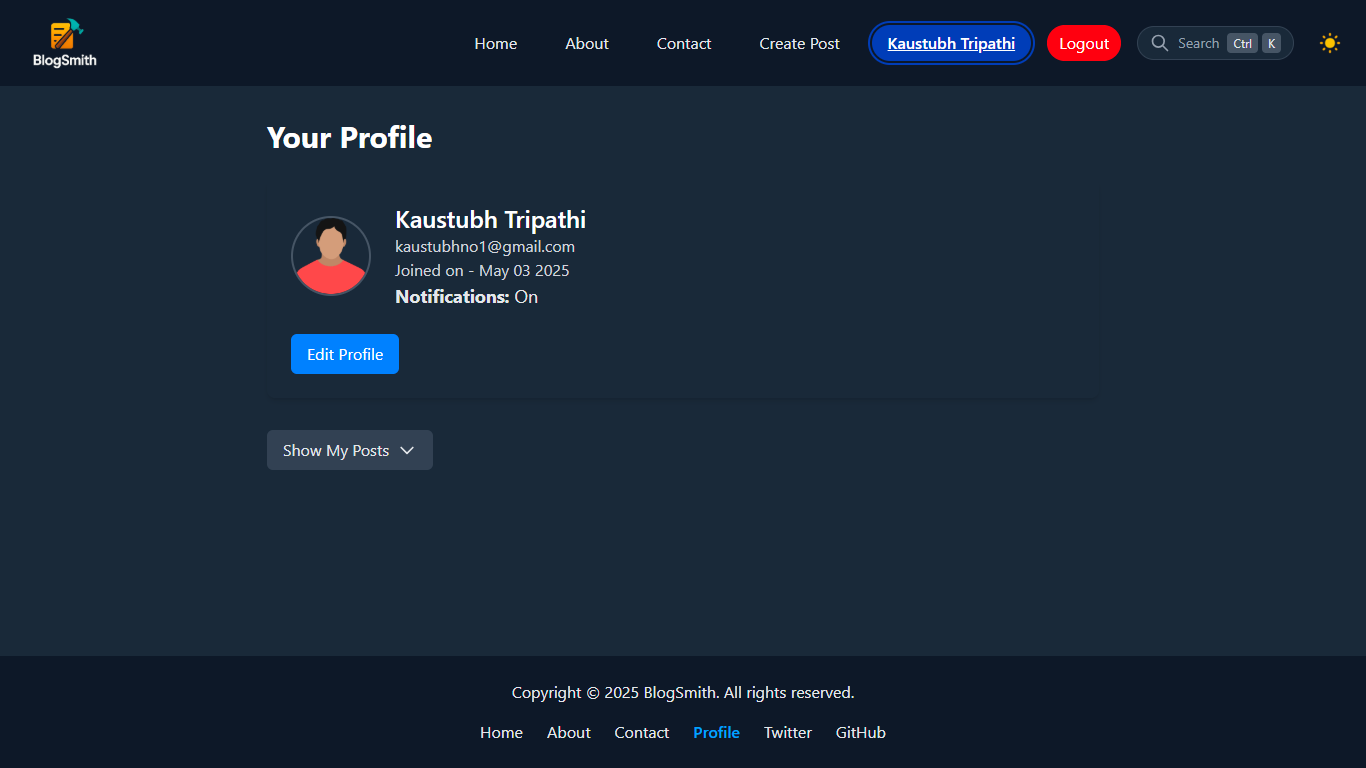 BlogSmith
Home About Contact Create Post Kaustubh Tripathi Logout Search Ctrl K
Your Profile
Kaustubh Tripathi
kaustubhno1@gmail.com
Joined on - May 03 2025
Notifications: On
Edit Profile
Show My Posts
Copyright © 2025 BlogSmith. All rights reserved.
Home About Contact Profile Twitter GitHub